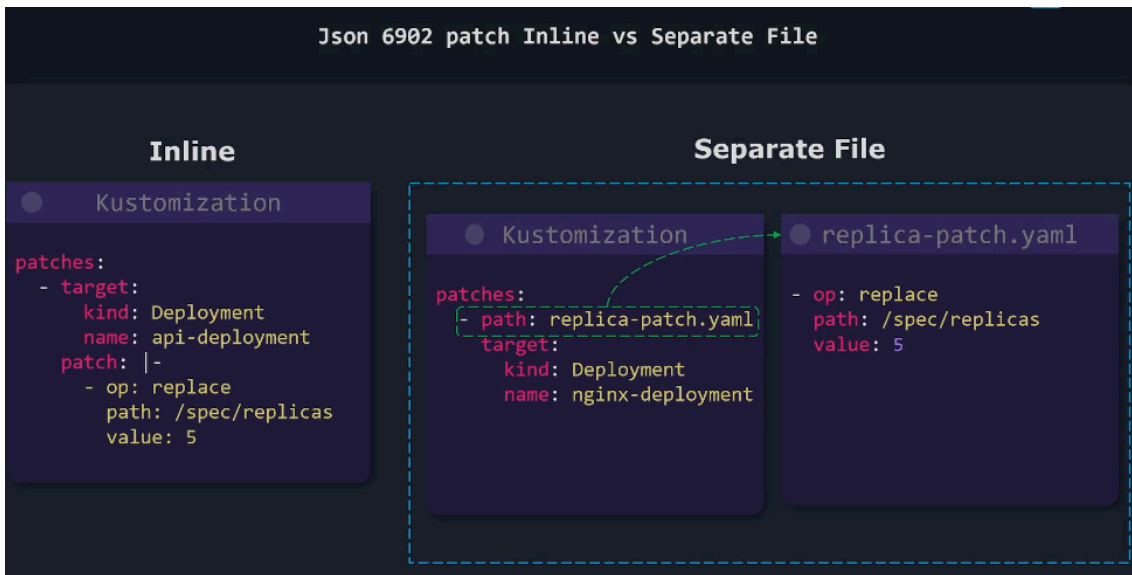 Json 6902 patch Inline vs Separate File
Inline
Kustomization
patches:
  - target:
      kind: Deployment
      name: api-deployment
    patch: |-
      - op: replace
        path: /spec/replicas
        value: 5
Separate File
Kustomization
patches:
  - path: replica-patch.yaml
    target:
      kind: Deployment
      name: nginx-deployment
replica-patch.yaml
- op: replace
  path: /spec/replicas
  value: 5